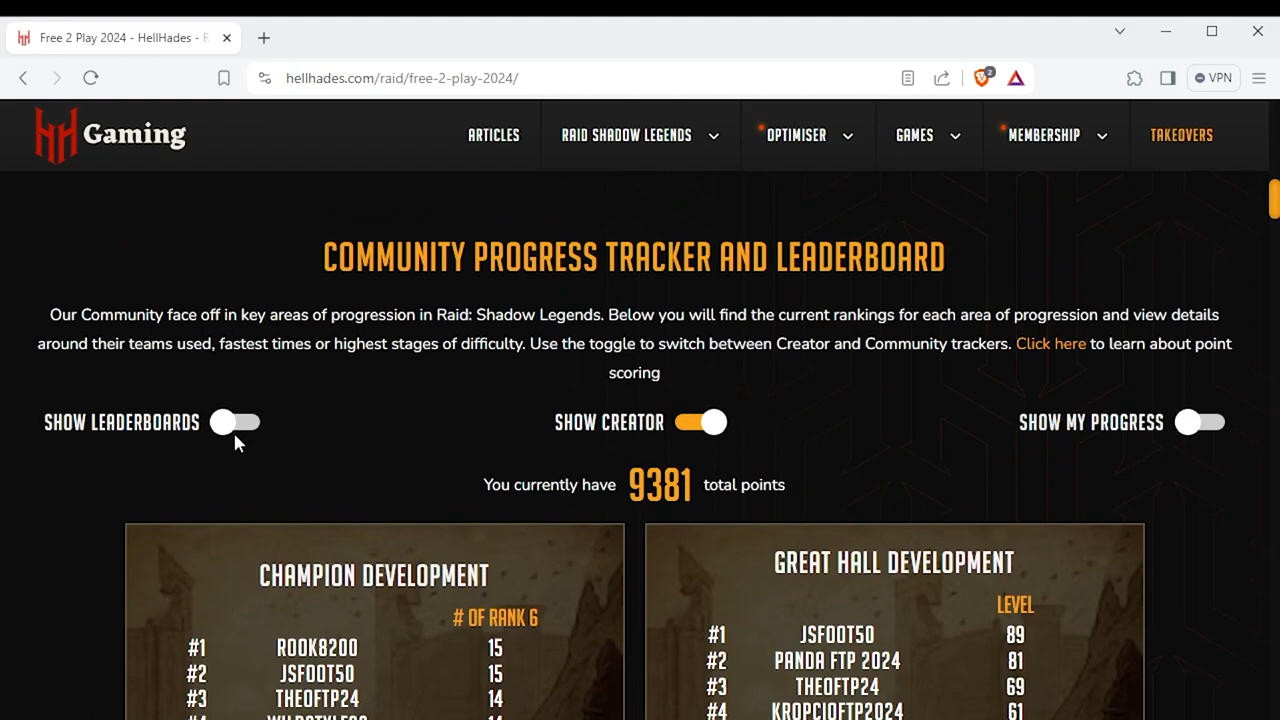 Free 2 Play 2024 - HellHades - R
hellhades.com/raid/free-2-play-2024/
2
VPN
Gaming
ARTICLES
RAID SHADOW LEGENDS
OPTIMISER
GAMES
MEMBERSHIP
TAKEOVERS
COMMUNITY PROGRESS TRACKER AND LEADERBOARD
Our Community face off in key areas of progression in Raid: Shadow Legends. Below you will find the current rankings for each area of progression and view details
around their teams used, fastest times or highest stages of difficulty. Use the toggle to switch between Creator and Community trackers. Click here to learn about point
scoring
SHOW LEADERBOARDS
SHOW CREATOR
SHOW MY PROGRESS
You currently have 9381 total points
CHAMPION DEVELOPMENT
# OF RANK 6
#1 ROOK8200 15
#2 JSFOOT50 15
#3 THEOFTP24 14
GREAT HALL DEVELOPMENT
LEVEL
#1 JSFOOT50 89
#2 PANDA FTP 2024 81
#3 THEOFTP24 69
#4 KROPCIOFTP2024 61